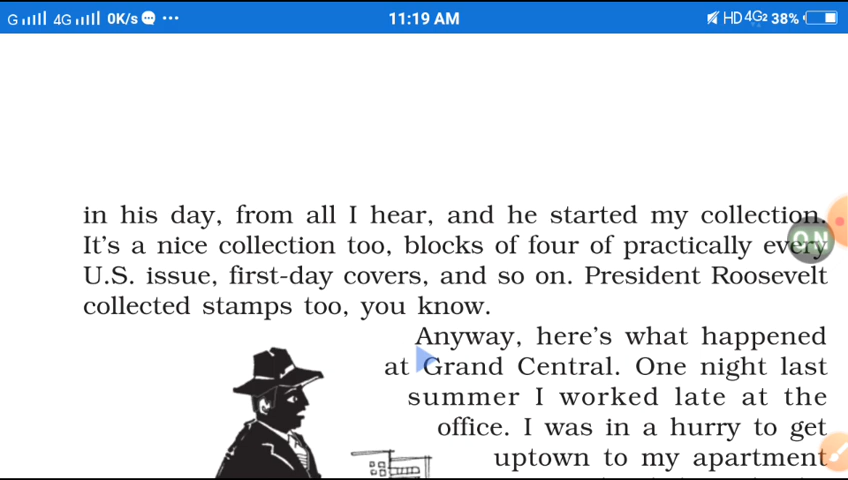 G 4G 0K/s ··· 11:19 AM HD 4G2 38%
in his day, from all I hear, and he started my collection.
It's a nice collection too, blocks of four of practically every
U.S. issue, first-day covers, and so on. President Roosevelt
collected stamps too, you know.
Anyway, here's what happened
at Grand Central. One night last
summer I worked late at the
office. I was in a hurry to get
uptown to my apartment
ON